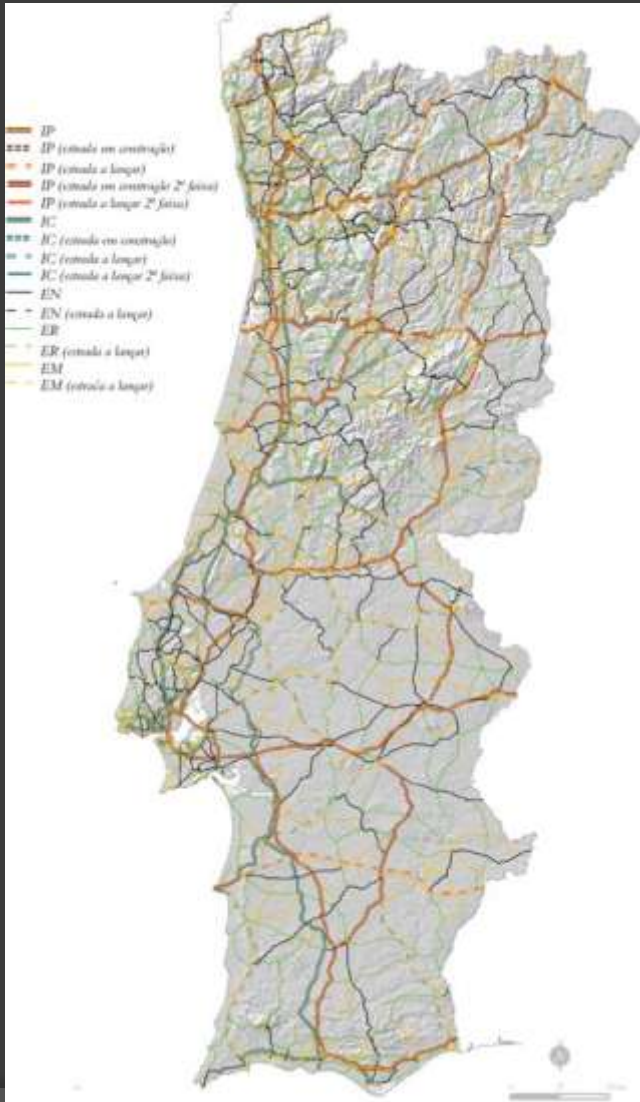 IP
IP (estrada em construção)
IP (estrada a lançar)
IP (estrada em construção 2ª faixa)
IP (estrada a lançar 2ª faixa)
IC
IC (estrada em construção)
IC (estrada a lançar)
IC (estrada a lançar 2ª faixa)
EN
EN (estrada a lançar)
ER
ER (estrada a lançar)
EM
EM (estrada a lançar)